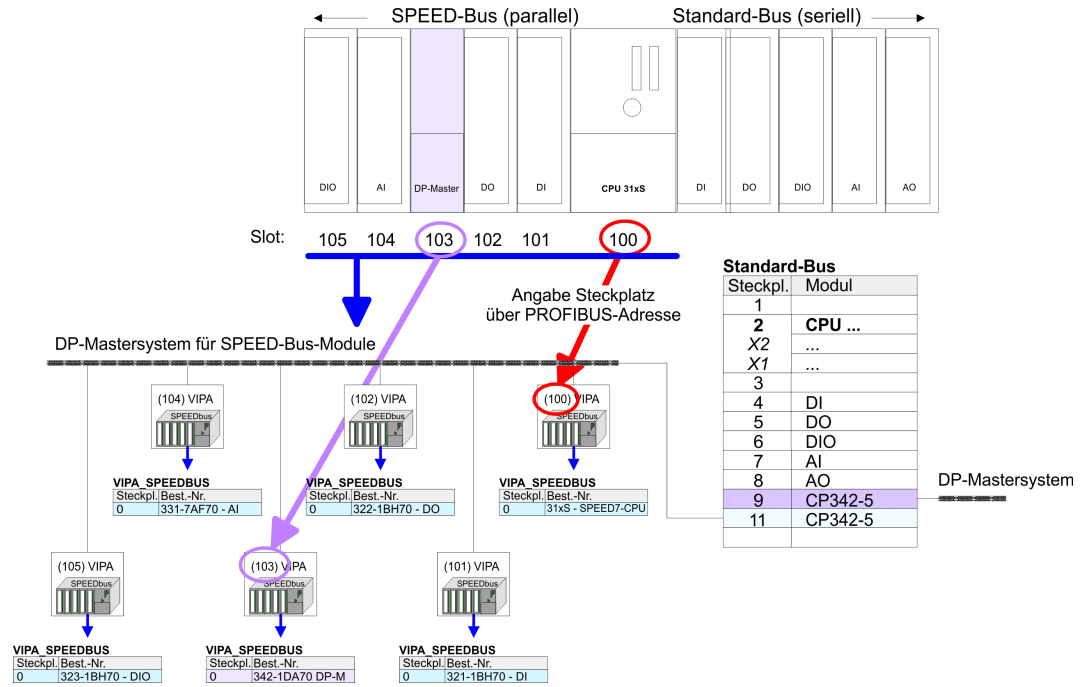 SPEED-Bus (parallel) Standard-Bus (seriell)
DIO AI DP-Master DO DI CPU 31xS DI DO DIO AI AO
Slot: 105 104 103 102 101 100
Angabe Steckplatz
über PROFIBUS-Adresse
DP-Mastersystem für SPEED-Bus-Module
(104) VIPA
SPEEDbus
VIPA_SPEEDBUS
Steckpl. Best.-Nr.
0 331-7AF70 - AI
(102) VIPA
SPEEDbus
VIPA_SPEEDBUS
Steckpl. Best.-Nr.
0 322-1BH70 - DO
(100) VIPA
SPEEDbus
VIPA_SPEEDBUS
Steckpl. Best.-Nr.
0 31xS - SPEED7-CPU
(105) VIPA
SPEEDbus
VIPA_SPEEDBUS
Steckpl. Best.-Nr.
0 323-1BH70 - DIO
(103) VIPA
SPEEDbus
VIPA_SPEEDBUS
Steckpl. Best.-Nr.
0 342-1DA70 DP-M
(101) VIPA
SPEEDbus
VIPA_SPEEDBUS
Steckpl. Best.-Nr.
0 321-1BH70 - DI
Standard-Bus
Steckpl. Modul
1
2 CPU ...
X2 ...
X1 ...
3
4 DI
5 DO
6 DIO
7 AI
8 AO
9 CP342-5
11 CP342-5
DP-Mastersystem